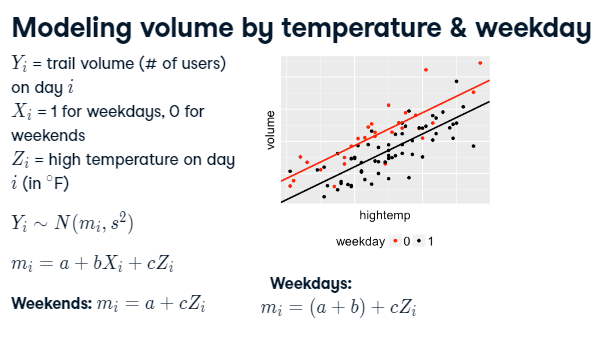 Modeling volume by temperature & weekday
Y_i = trail volume (# of users)
on day i
X_i = 1 for weekdays, 0 for
weekends
Z_i = high temperature on day
i (in °F)
Y_i ∼ N(m_i, s²)
m_i = a + bX_i + cZ_i
Weekends: m_i = a + cZ_i
volume
hightemp
weekday 0 1
Weekdays:
m_i = (a + b) + cZ_i